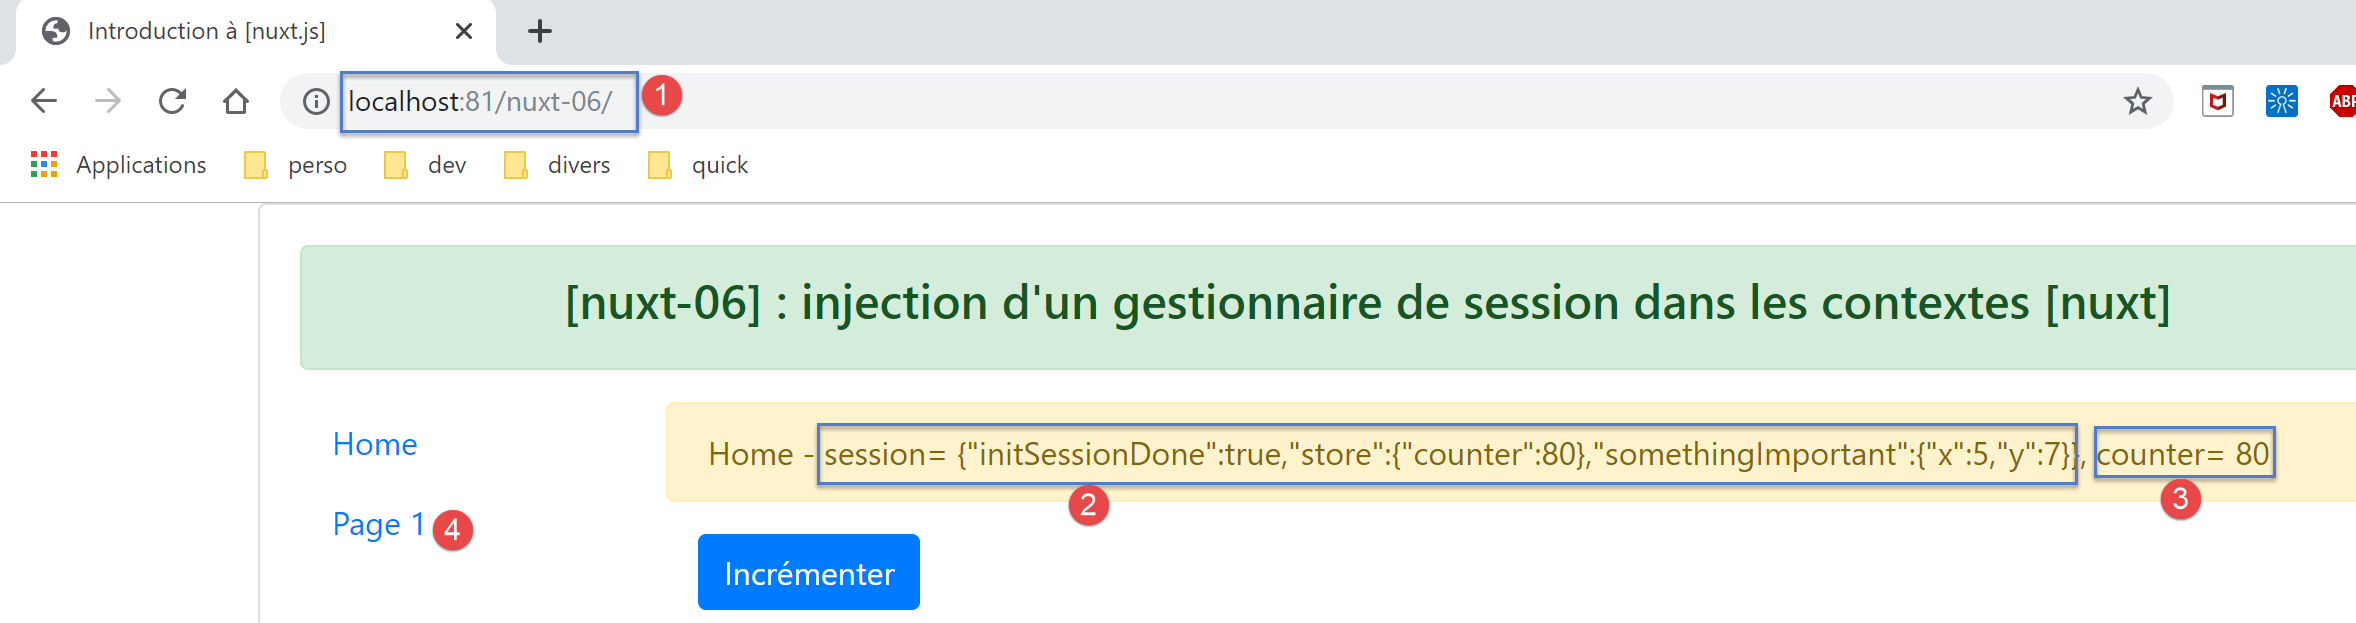 Introduction à [nuxt.js]
localhost:81/nuxt-06/ 1
ABP
Applications perso dev divers quick
[nuxt-06] : injection d'un gestionnaire de session dans les contextes [nuxt]
Home
Home - session= {"initSessionDone":true,"store":{"counter":80},"somethingImportant":{"x":5,"y":7}}, counter= 80
2 3
Page 1 4
Incrémenter